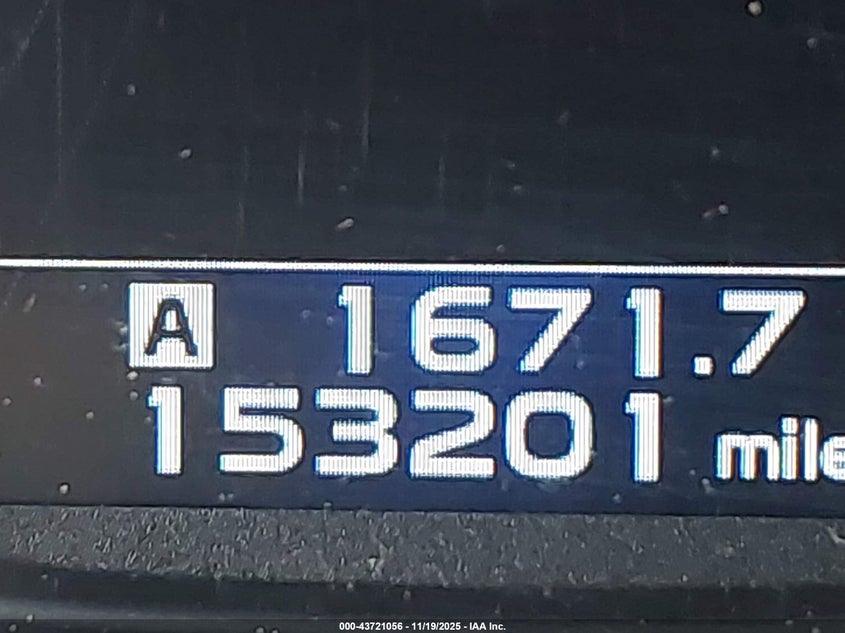 A 1671.7
153201 mile
000-43721056 - 11/19/2025 - IAA Inc.